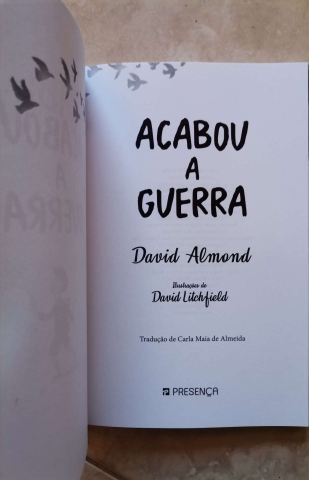 ACABOU
A
GUERRA
David Almond
Ilustrações de
David Litchfield
Tradução de Carla Maia de Almeida
PRESENÇA